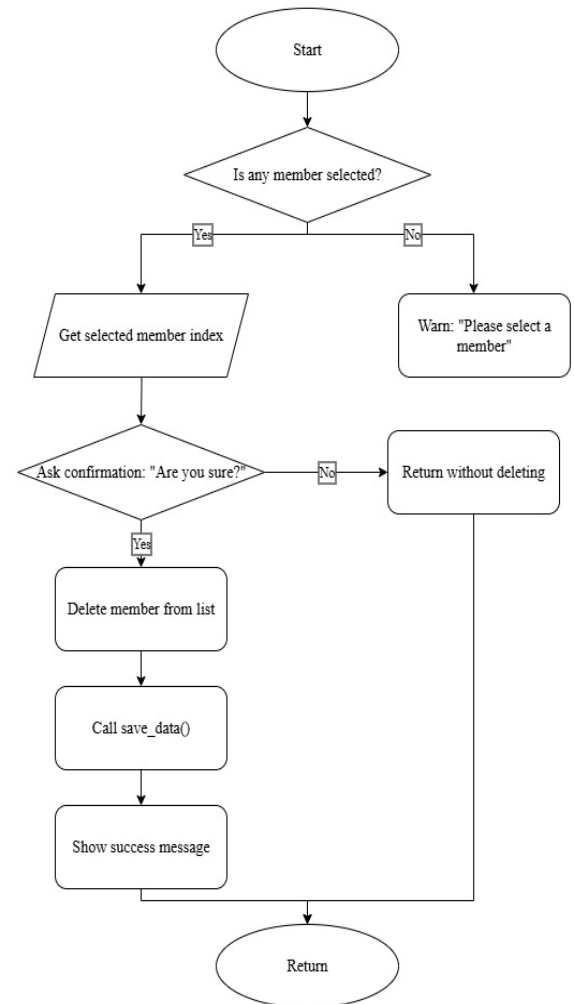 Start
Is any member selected?
Yes
No
Get selected member index
Warn: "Please select a
member"
Ask confirmation: "Are you sure?"
No
Return without deleting
Yes
Delete member from list
Call save_data()
Show success message
Return